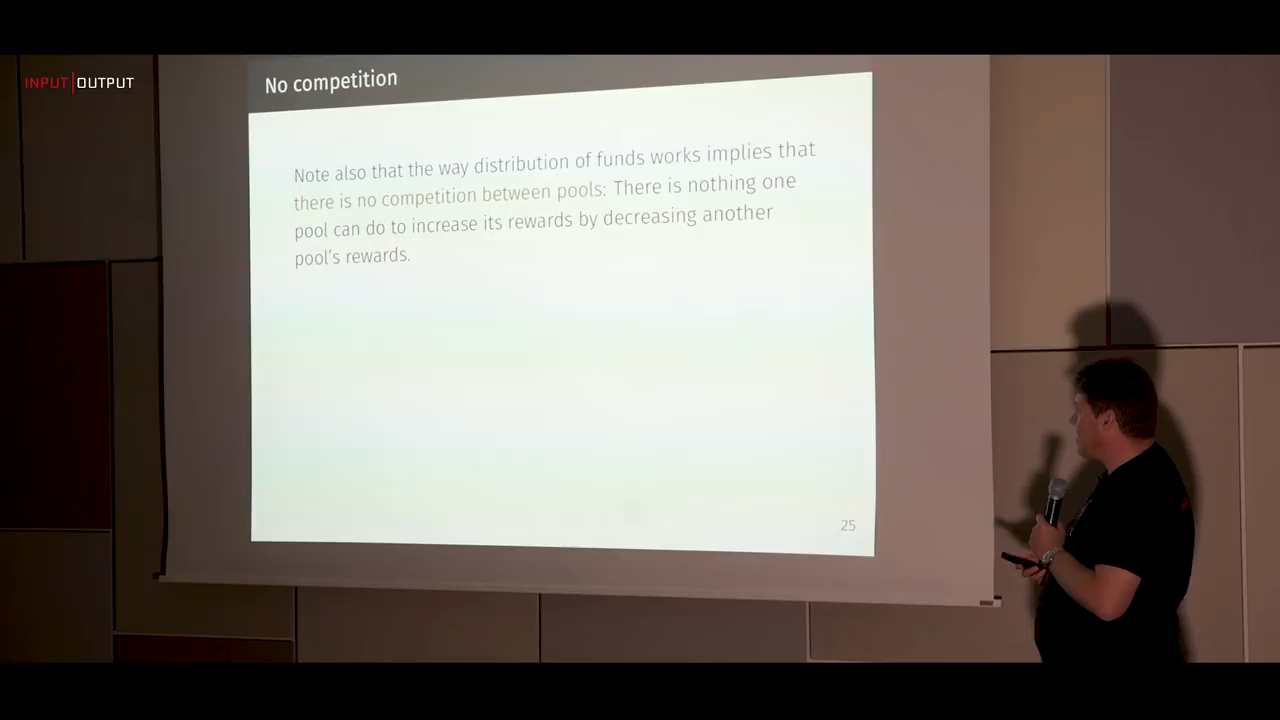 INPUT|OUTPUT
No competition
Note also that the way distribution of funds works implies that
there is no competition between pools: There is nothing one
pool can do to increase its rewards by decreasing another
pool's rewards.
25